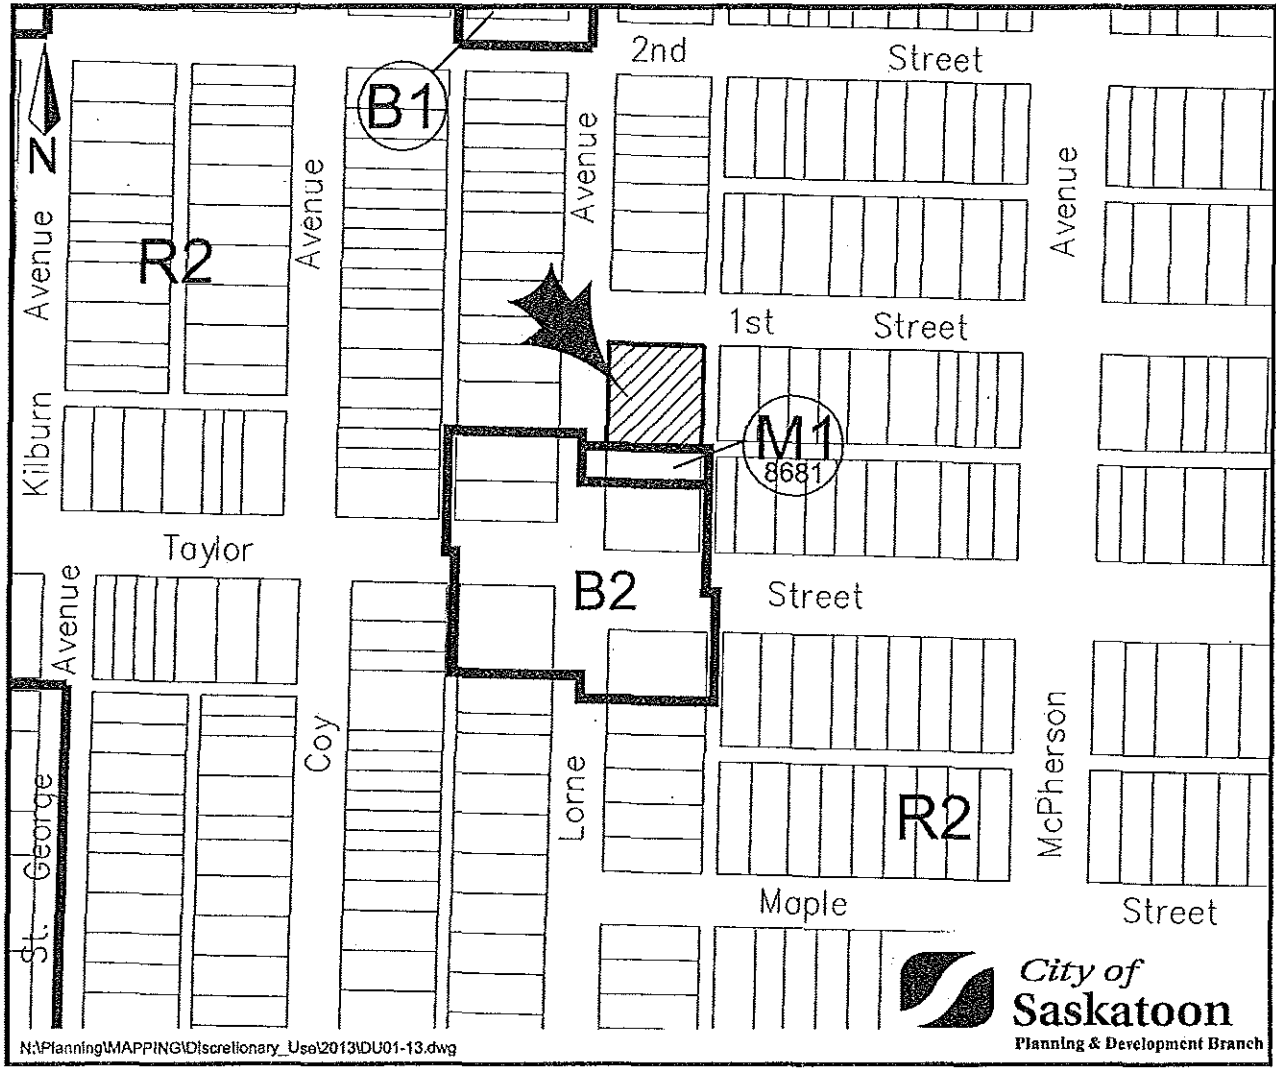 2nd
Street
B1
Avenue
N
Avenue
Avenue
Avenue
R2
1st
Street
Kilburn
M1
8681
Taylor
B2
Street
Avenue
Coy
Lorne
McPherson
R2
St. George
Maple
Street
City of
Saskatoon
Planning & Development Branch
N:\Planning\MAPPING\Discretionary_Use\2013\DU01-13.dwg